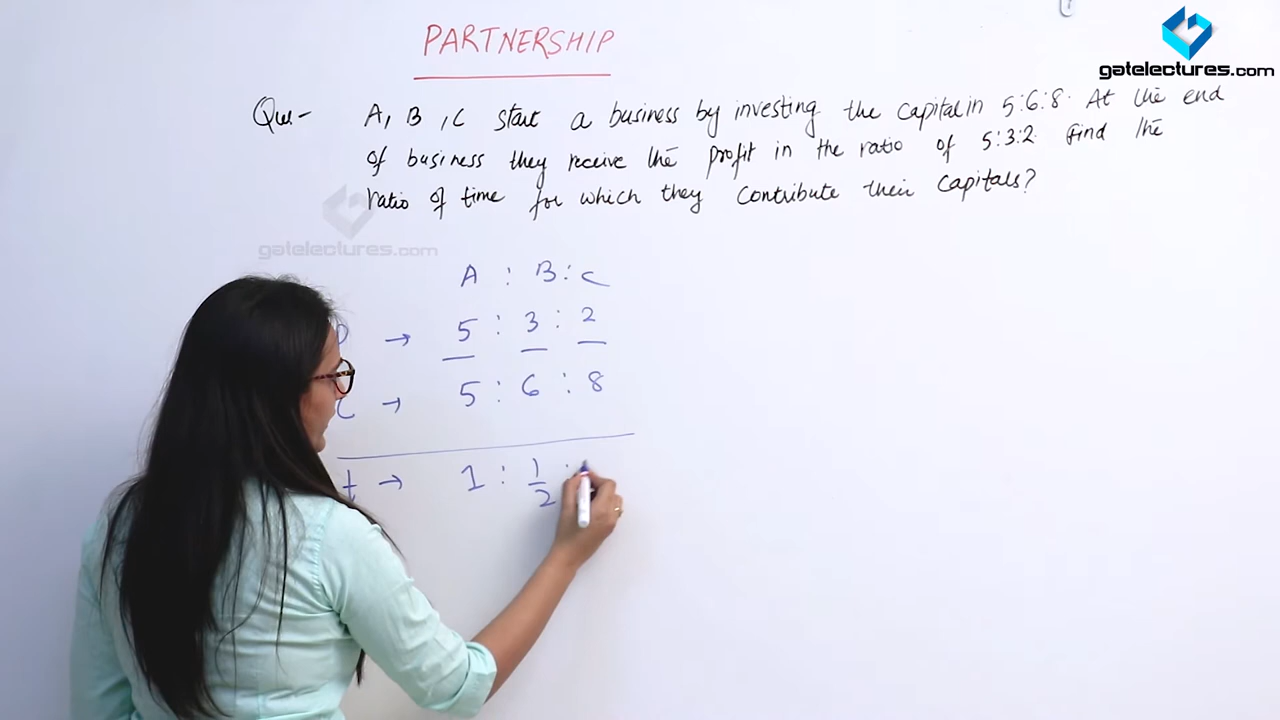 PARTNERSHIP
gatelectures.com
Que- A, B, C start a business by investing the capital in 5:6:8. At the end
of business they receive the profit in the ratio of 5:3:2. Find the
ratio of time for which they contribute their capitals?
gatelectures.com
A : B : C
→ 5 : 3 : 2
C → 5 : 6 : 8
t → 1 : 1/2 :